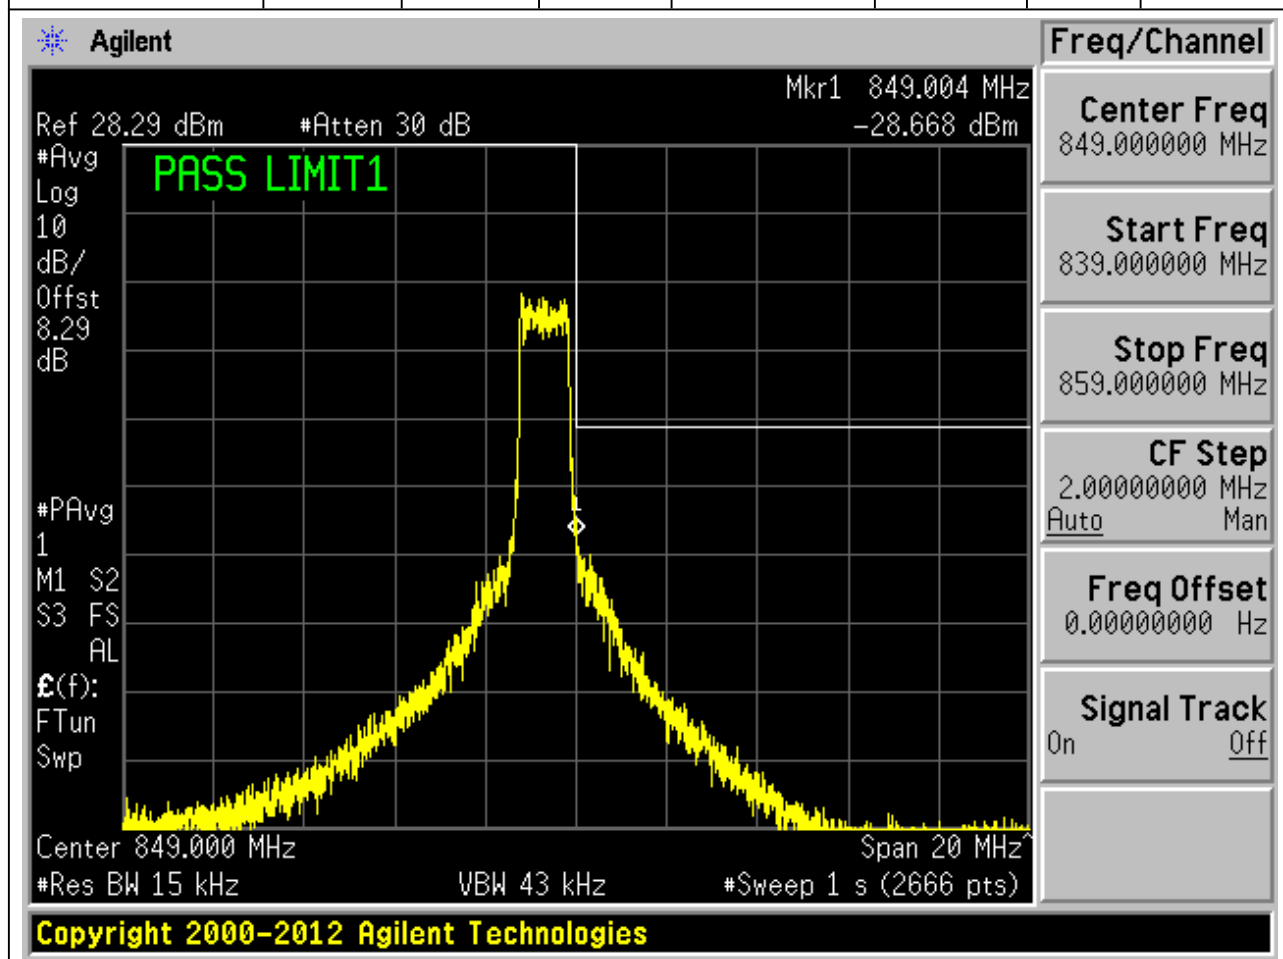 Agilent
Freq/Channel
Mkr1 849.004 MHz
Ref 28.29 dBm #Atten 30 dB -28.668 dBm
#Avg
Log
10
dB/
Offst
8.29
dB
PASS LIMIT1
1
#PAvg
1
M1 S2
S3 FS
AL
£(f):
FTun
Swp
Center 849.000 MHz Span 20 MHz^
#Res BW 15 kHz VBW 43 kHz #Sweep 1 s (2666 pts)
Copyright 2000-2012 Agilent Technologies
Center Freq
849.000000 MHz
Start Freq
839.000000 MHz
Stop Freq
859.000000 MHz
CF Step
2.00000000 MHz
Auto Man
Freq Offset
0.00000000 Hz
Signal Track
On Off